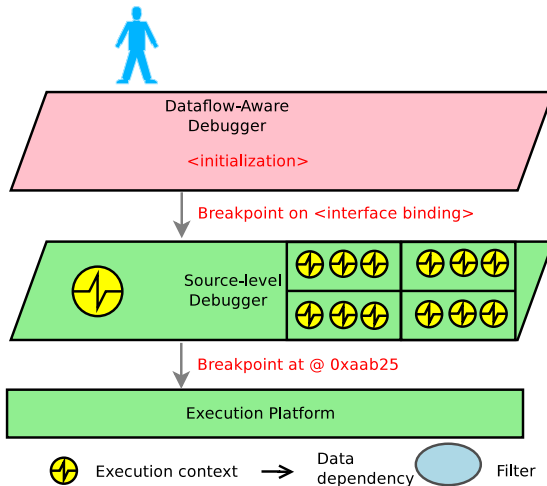 Dataflow-Aware
Debugger
<initialization>
Breakpoint on <interface binding>
Source-level
Debugger
Breakpoint at @ 0xaab25
Execution Platform
Execution context
Data
dependency
Filter